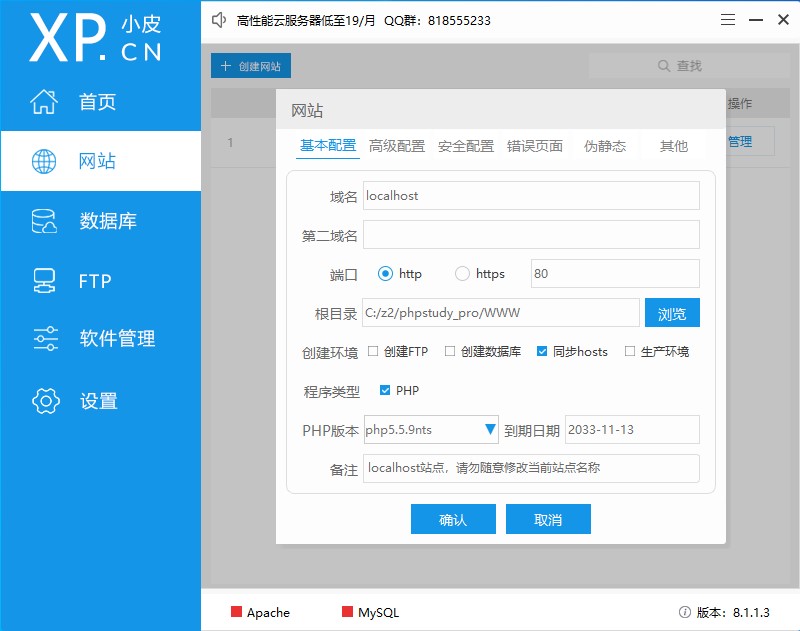 XP. 小皮
.CN
高性能云服务器低至19/月 QQ群：818555233
首页
网站
数据库
FTP
软件管理
设置
+ 创建网站
查找
操作
1
管理
网站
基本配置 高级配置 安全配置 错误页面 伪静态 其他
域名 localhost
第二域名
端口 http https 80
根目录 C:/z2/phpstudy_pro/WWW 浏览
创建环境 创建FTP 创建数据库 同步hosts 生产环境
程序类型 PHP
PHP版本 php5.5.9nts 到期日期 2033-11-13
备注 localhost站点，请勿随意修改当前站点名称
确认 取消
Apache MySQL 版本：8.1.1.3